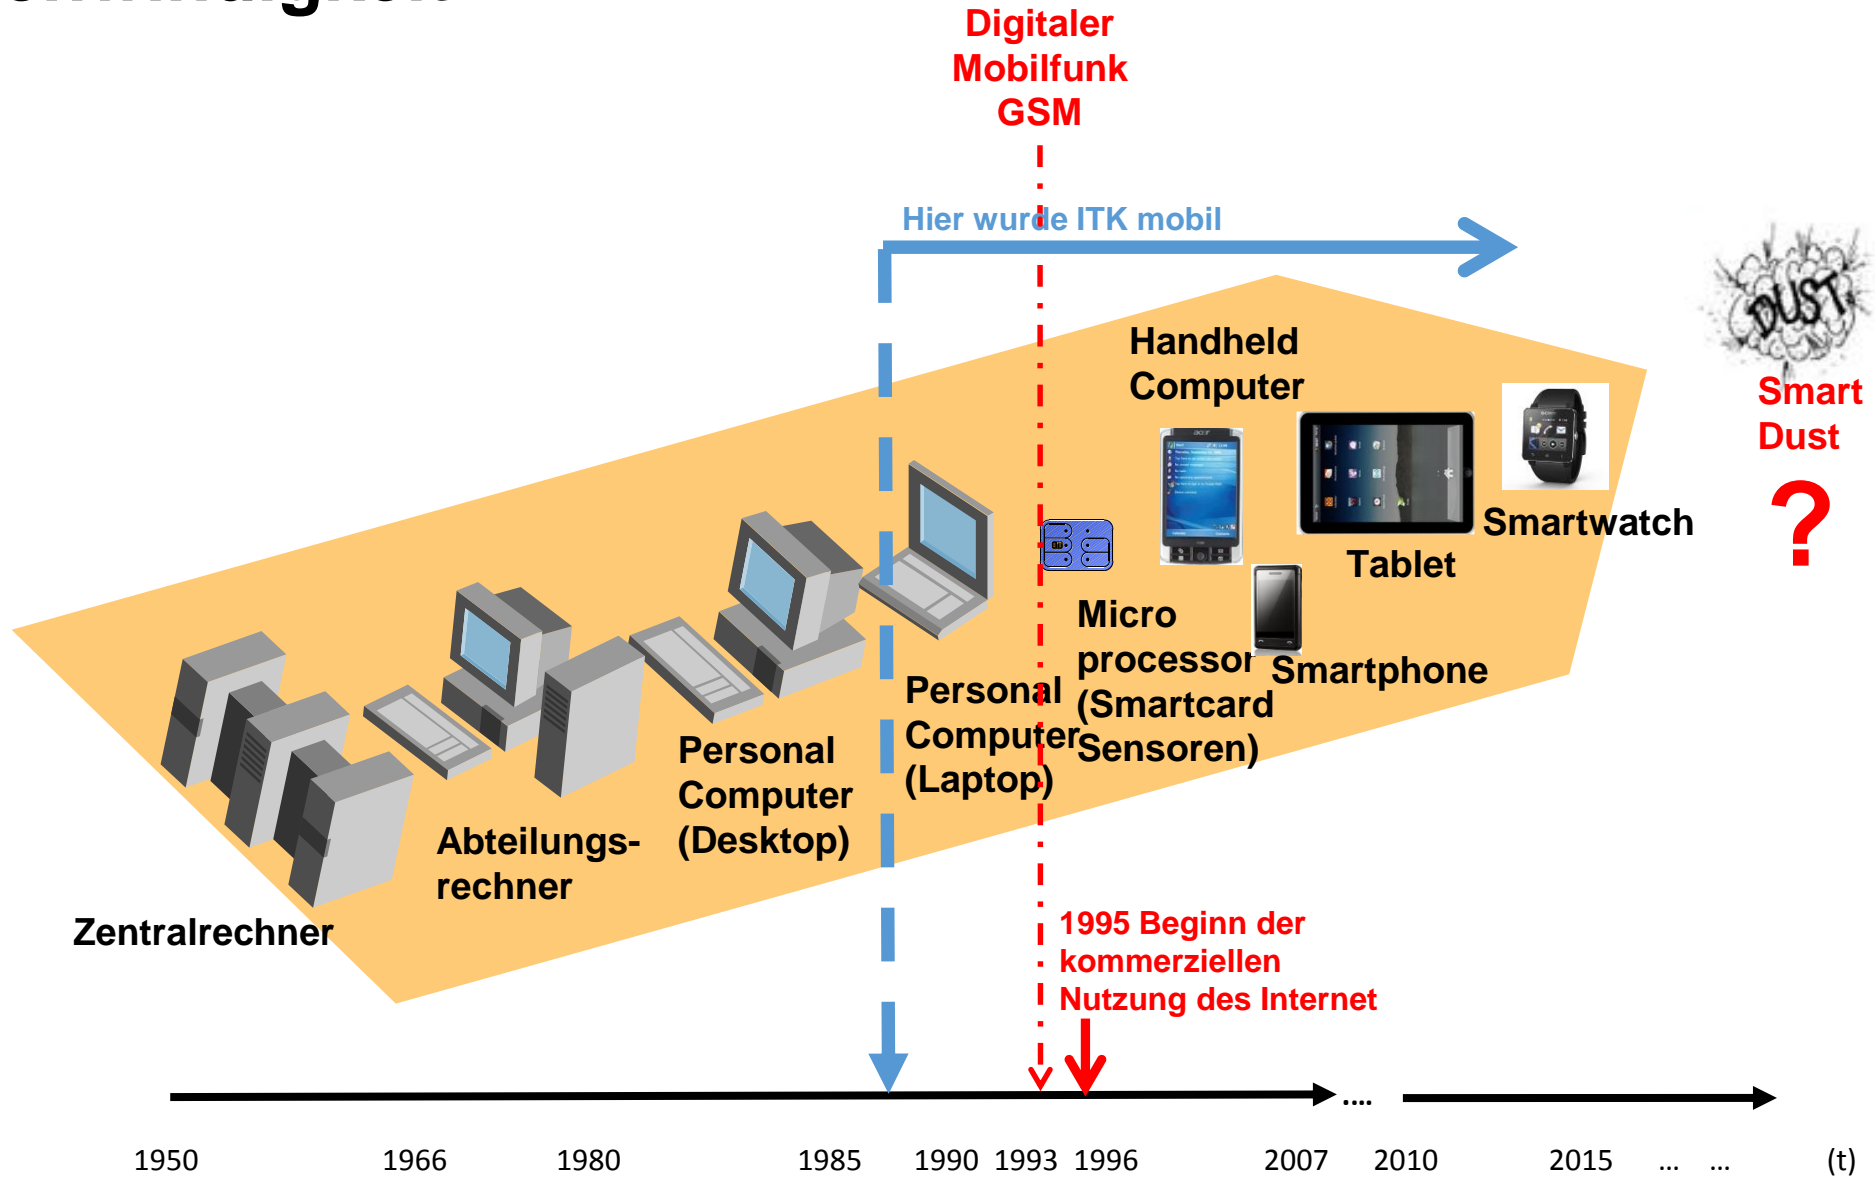 Digitaler
Mobilfunk
GSM
Hier wurde ITK mobil
DUST
Smart
Dust
?
Handheld
Computer
Smartwatch
Tablet
Smartphone
Micro
processor
(Smartcard
Sensoren)
Personal
Computer
(Laptop)
Personal
Computer
(Desktop)
Abteilungs-
rechner
Zentralrechner
1995 Beginn der
kommerziellen
Nutzung des Internet
....
1950 1966 1980 1985 1990 1993 1996 2007 2010 2015 ... ... (t)